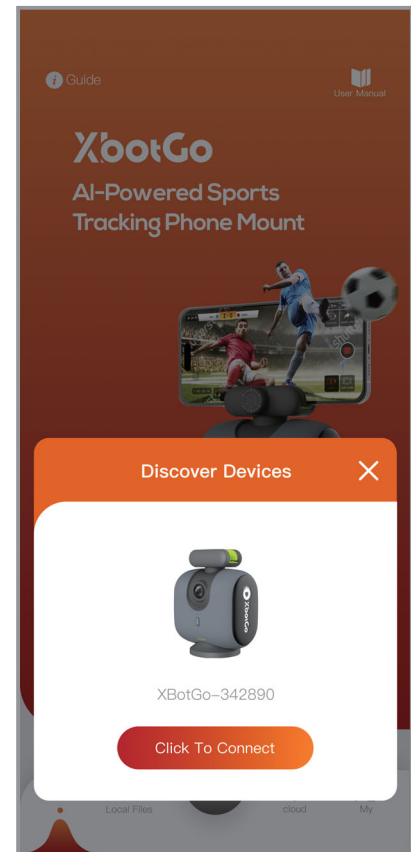 Guide
User Manual
XbotGo
AI-Powered Sports
Tracking Phone Mount
Discover Devices
XbotGo
XBotGo-342890
Click To Connect
Local Files
cloud
My